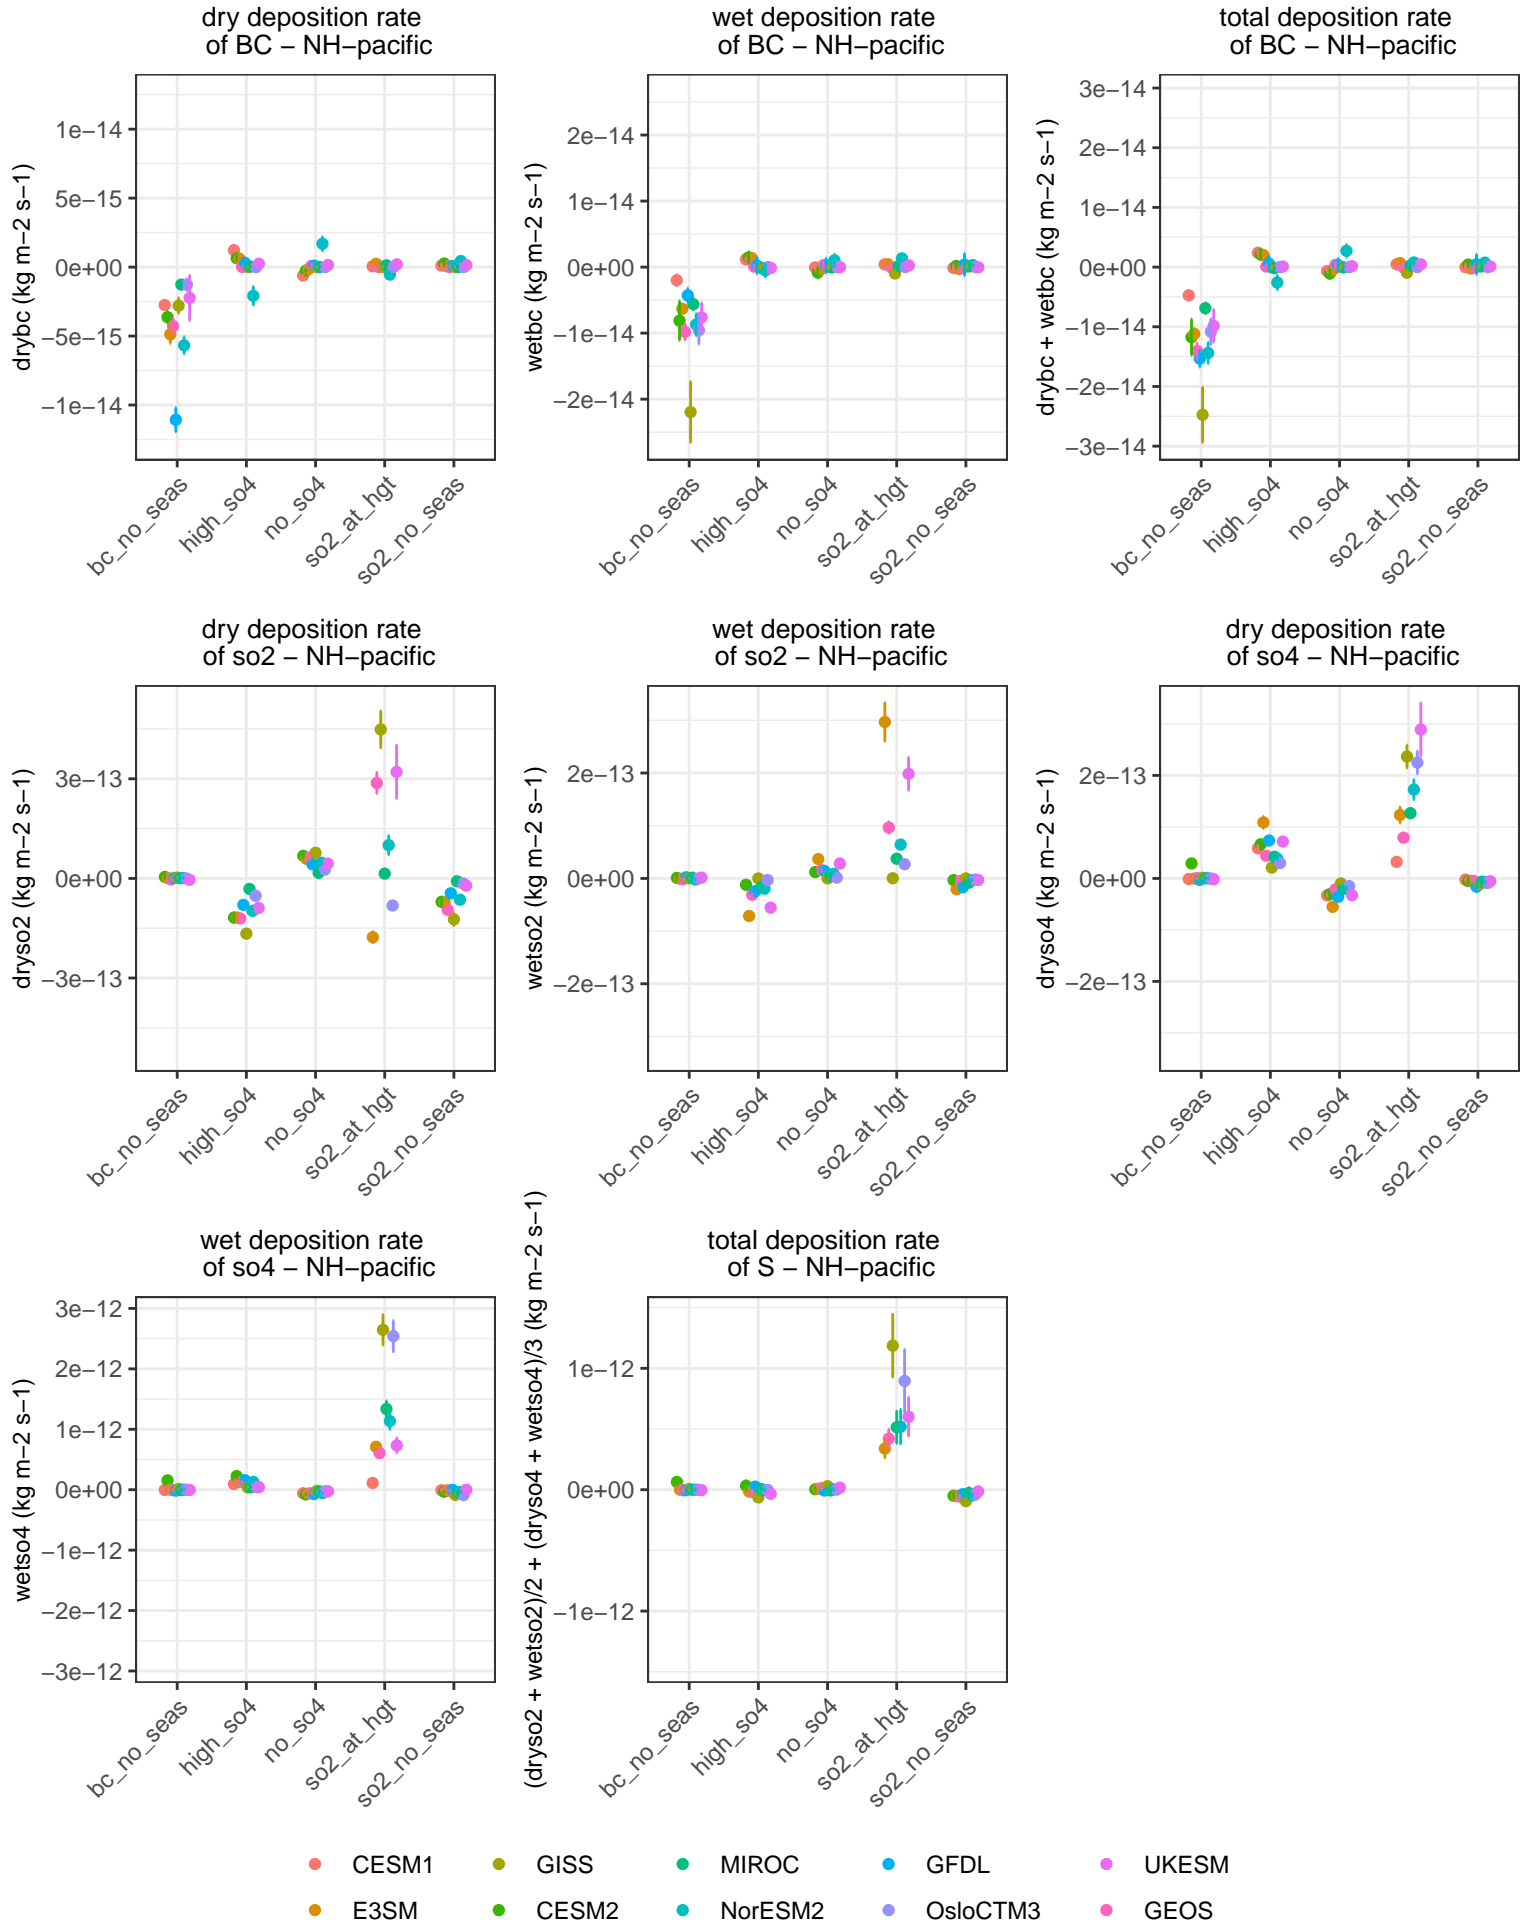 dry deposition rate
of BC − NH−pacific
drybc (kg m−2 s−1)
1e−14
5e−15
0e+00
−5e−15
−1e−14
bc_no_seas
high_so4
no_so4
so2_at_hgt
so2_no_seas
wet deposition rate
of BC − NH−pacific
wetbc (kg m−2 s−1)
2e−14
1e−14
0e+00
−1e−14
−2e−14
bc_no_seas
high_so4
no_so4
so2_at_hgt
so2_no_seas
total deposition rate
of BC − NH−pacific
drybc + wetbc (kg m−2 s−1)
3e−14
2e−14
1e−14
0e+00
−1e−14
−2e−14
−3e−14
bc_no_seas
high_so4
no_so4
so2_at_hgt
so2_no_seas
dry deposition rate
of so2 − NH−pacific
dryso2 (kg m−2 s−1)
3e−13
0e+00
−3e−13
bc_no_seas
high_so4
no_so4
so2_at_hgt
so2_no_seas
wet deposition rate
of so2 − NH−pacific
wetso2 (kg m−2 s−1)
2e−13
0e+00
−2e−13
bc_no_seas
high_so4
no_so4
so2_at_hgt
so2_no_seas
dry deposition rate
of so4 − NH−pacific
dryso4 (kg m−2 s−1)
2e−13
0e+00
−2e−13
bc_no_seas
high_so4
no_so4
so2_at_hgt
so2_no_seas
wet deposition rate
of so4 − NH−pacific
wetso4 (kg m−2 s−1)
3e−12
2e−12
1e−12
0e+00
−1e−12
−2e−12
−3e−12
bc_no_seas
high_so4
no_so4
so2_at_hgt
so2_no_seas
total deposition rate
of S − NH−pacific
(dryso2 + wetso2)/2 + (dryso4 + wetso4)/3 (kg m−2 s−1)
1e−12
0e+00
−1e−12
bc_no_seas
high_so4
no_so4
so2_at_hgt
so2_no_seas
CESM1 GISS MIROC GFDL UKESM
E3SM CESM2 NorESM2 OsloCTM3 GEOS